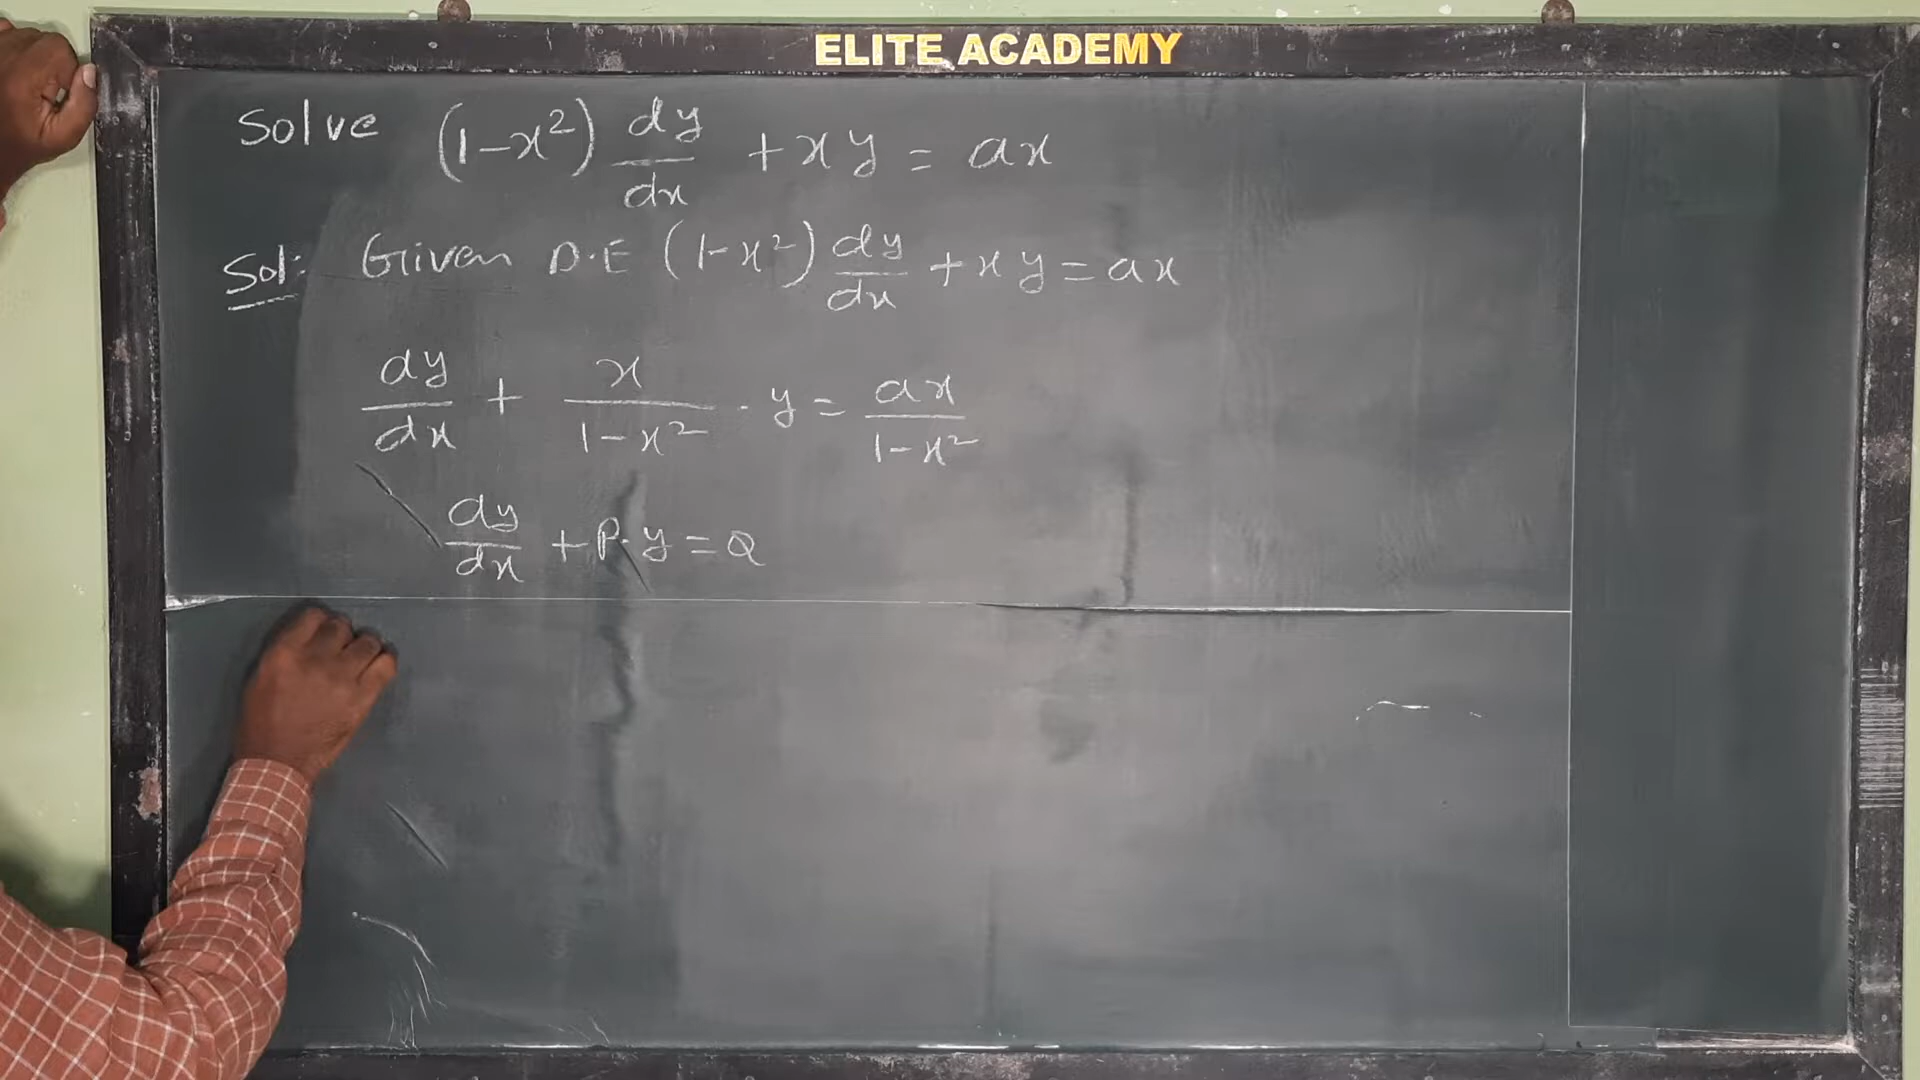 ELITE ACADEMY
Solve (1-x²) dy/dx + xy = ax
Sol: Given D.E (1-x²) dy/dx + xy = ax
dy/dx + x/1-x² · y = ax/1-x²
dy/dx + P·y = Q